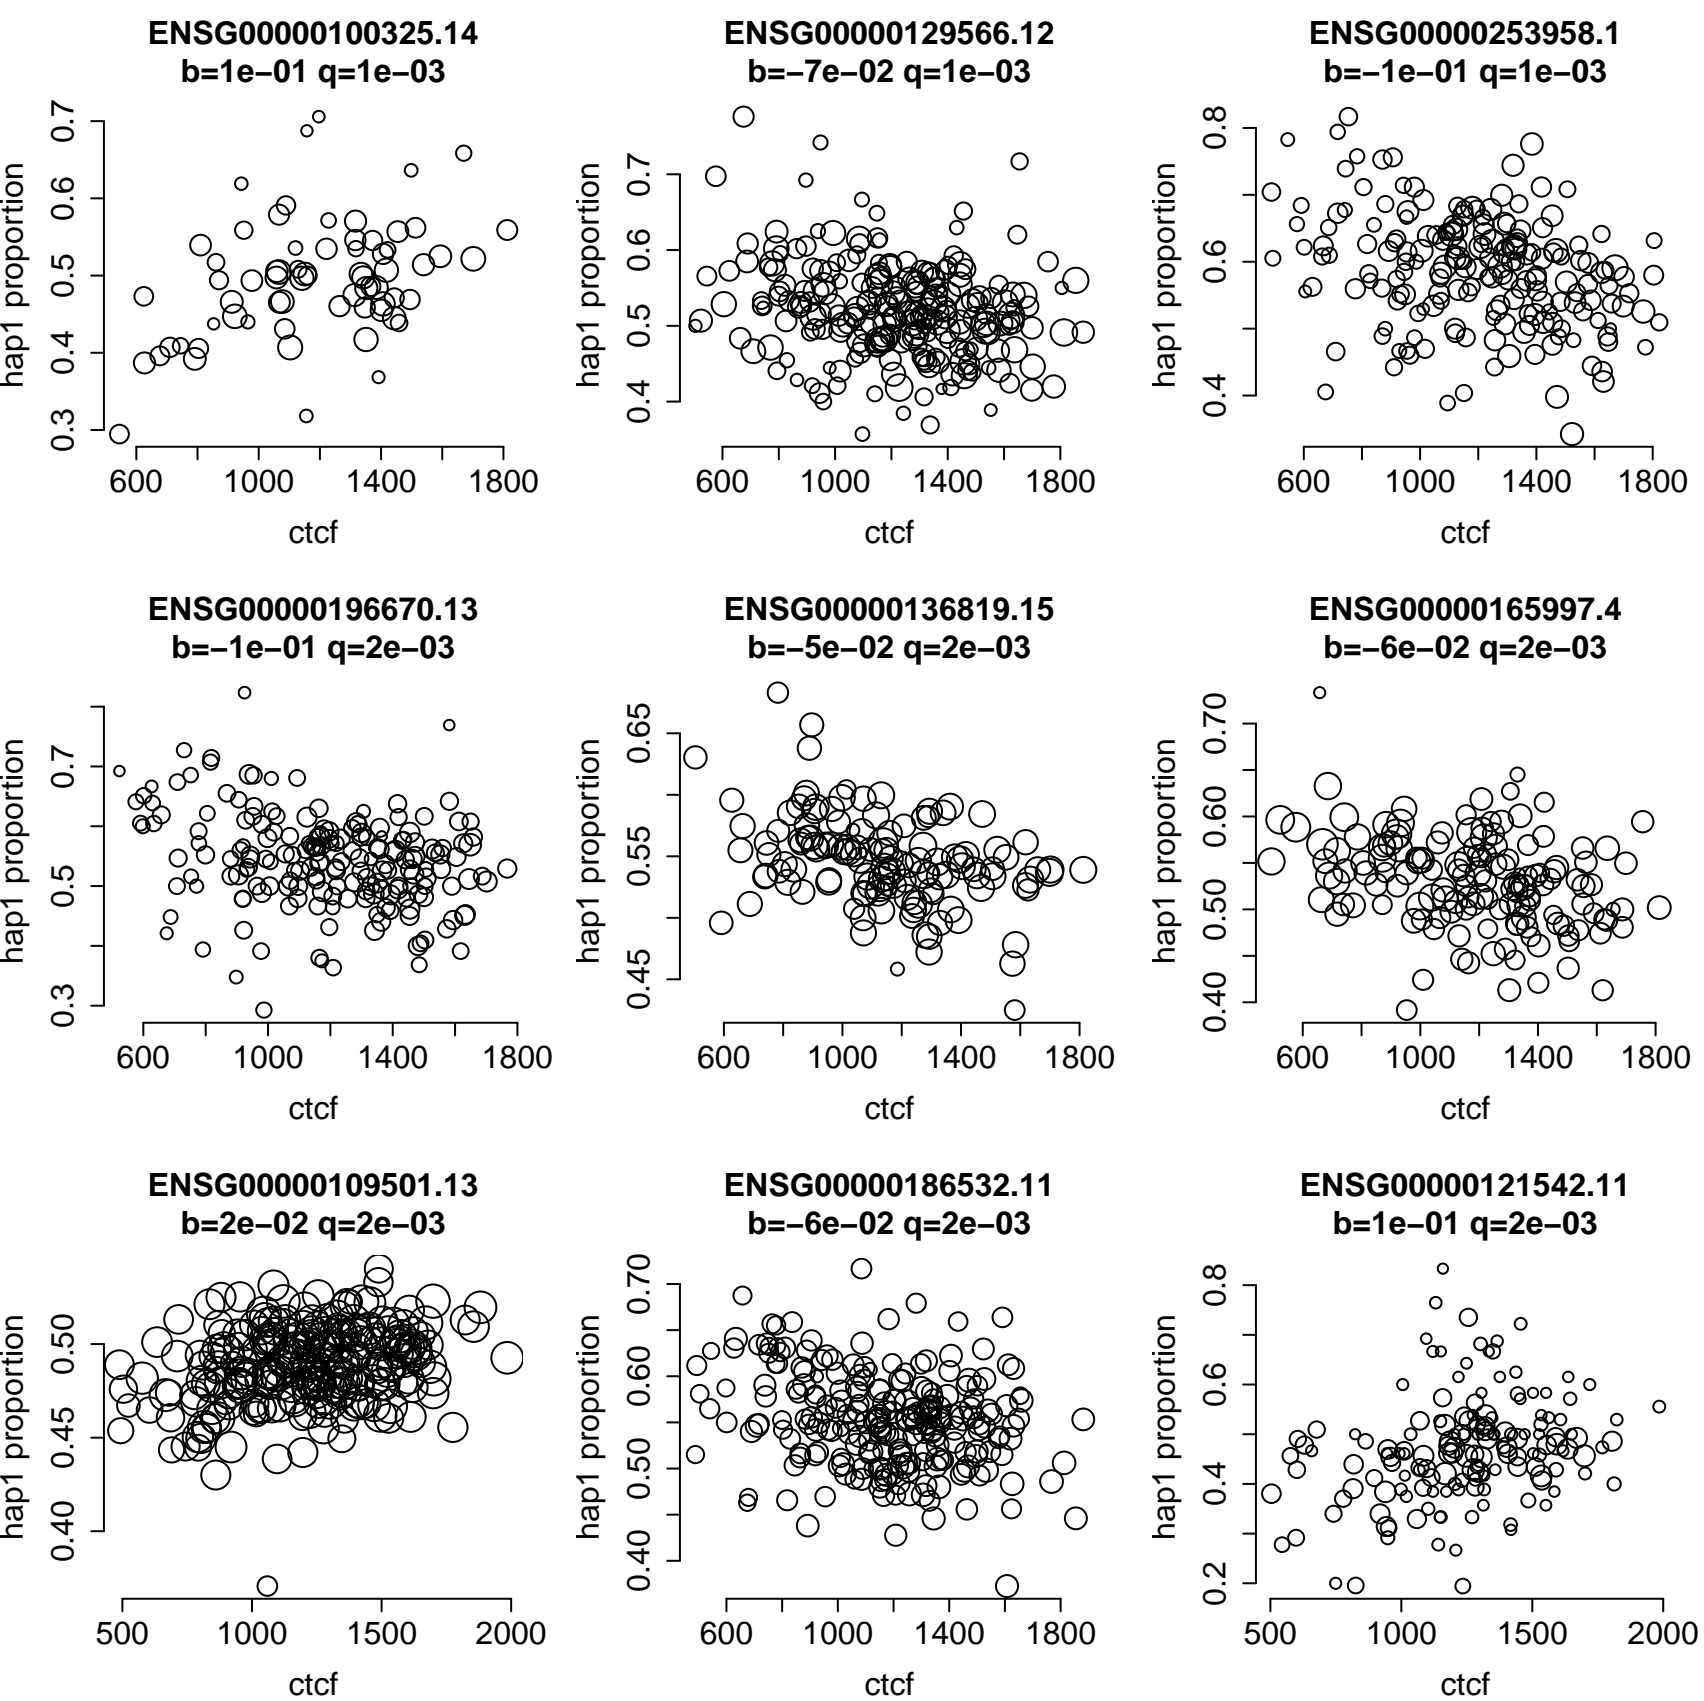 ENSG00000100325.14
b=1e−01 q=1e−03
hap1 proportion
0.3 0.4 0.5 0.6 0.7
600 1000 1400 1800
ctcf
ENSG00000129566.12
b=−7e−02 q=1e−03
hap1 proportion
0.4 0.5 0.6 0.7
600 1000 1400 1800
ctcf
ENSG00000253958.1
b=−1e−01 q=1e−03
hap1 proportion
0.4 0.6 0.8
600 1000 1400 1800
ctcf
ENSG00000196670.13
b=−1e−01 q=2e−03
hap1 proportion
0.3 0.5 0.7
600 1000 1400 1800
ctcf
ENSG00000136819.15
b=−5e−02 q=2e−03
hap1 proportion
0.45 0.55 0.65
600 1000 1400 1800
ctcf
ENSG00000165997.4
b=−6e−02 q=2e−03
hap1 proportion
0.40 0.50 0.60 0.70
600 1000 1400 1800
ctcf
ENSG00000109501.13
b=2e−02 q=2e−03
hap1 proportion
0.40 0.45 0.50
500 1000 1500 2000
ctcf
ENSG00000186532.11
b=−6e−02 q=2e−03
hap1 proportion
0.40 0.50 0.60 0.70
600 1000 1400 1800
ctcf
ENSG00000121542.11
b=1e−01 q=2e−03
hap1 proportion
0.2 0.4 0.6 0.8
500 1000 1500 2000
ctcf